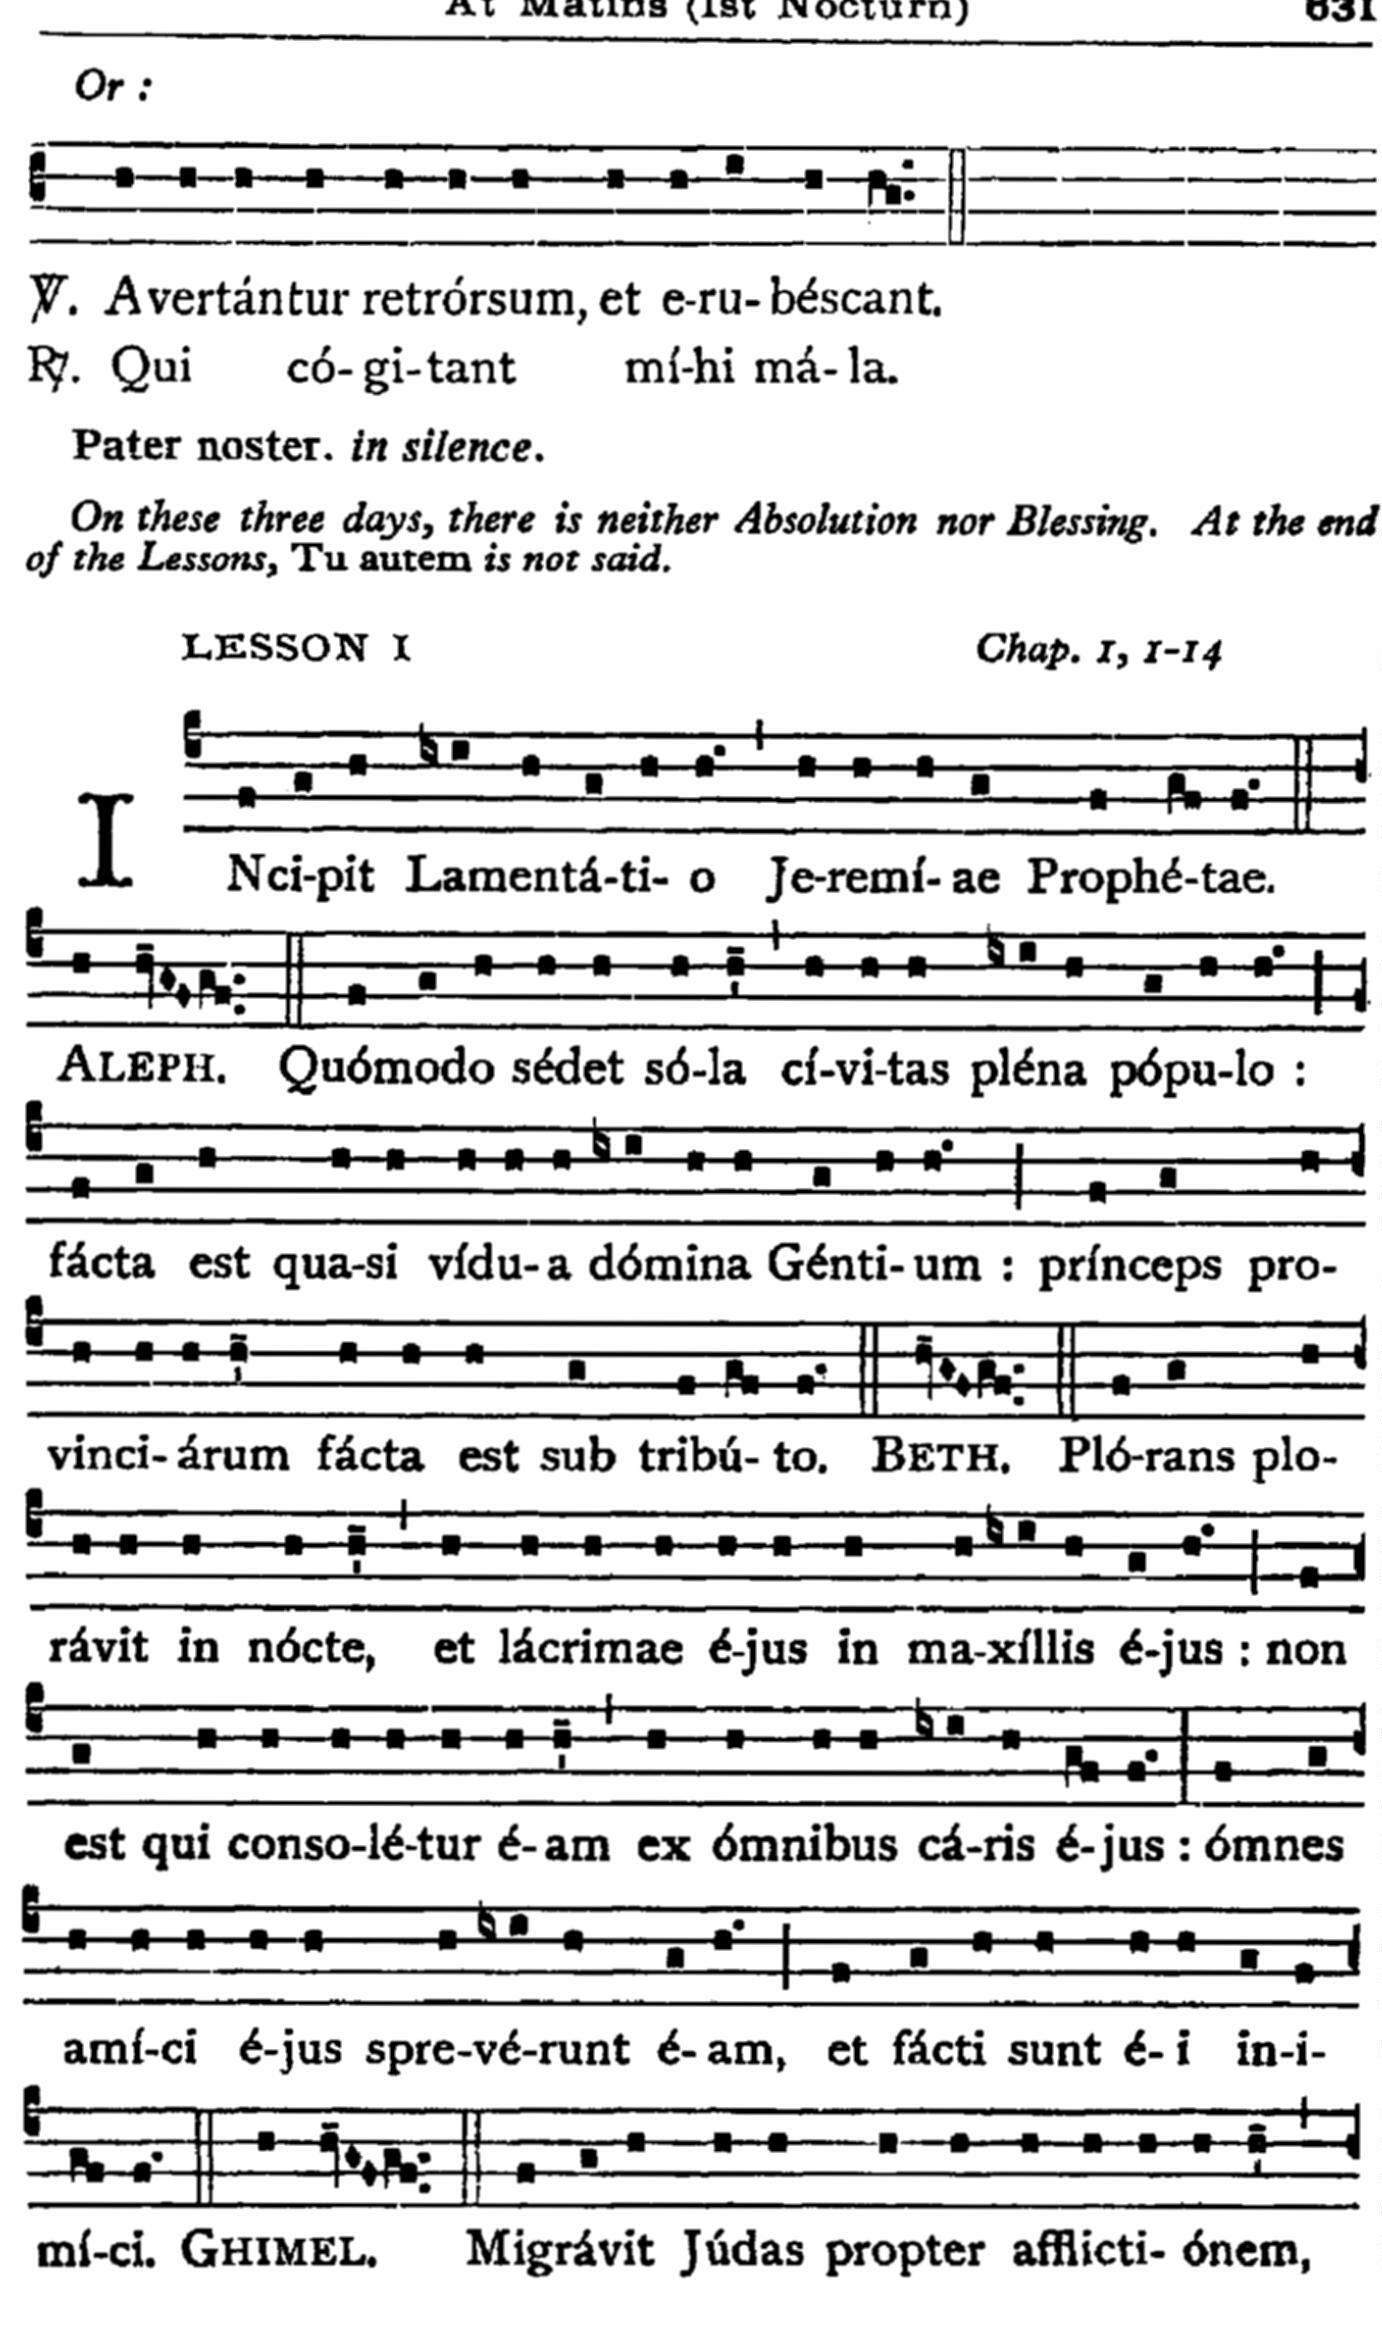 At Matins (1st Nocturn) 631
Or :
℣. Avertántur retrórsum, et e-ru-béscant.
℟. Qui có-gi-tant mí-hi má-la.
Pater noster. in silence.
On these three days, there is neither Absolution nor Blessing. At the end
of the Lessons, Tu autem is not said.
LESSON I Chap. 1, 1-14
INci-pit Lamentá-ti- o Je-remí- ae Prophé-tae.
ALEPH. Quómodo sédet só-la cí-vi-tas pléna pópu-lo :
fácta est qua-si vídu- a dómina Génti- um : prínceps pro-
vinci- árum fácta est sub tribú- to. BETH. Pló-rans plo-
rávit in nócte, et lácrimae é-jus in ma-xíllis é-jus : non
est qui conso-lé-tur é- am ex ómnibus cá-ris é-jus : ómnes
amí-ci é-jus spre-vé-runt é- am, et fácti sunt é- i in-i-
mí-ci. GHIMEL. Migrávit Júdas propter afflicti- ónem,